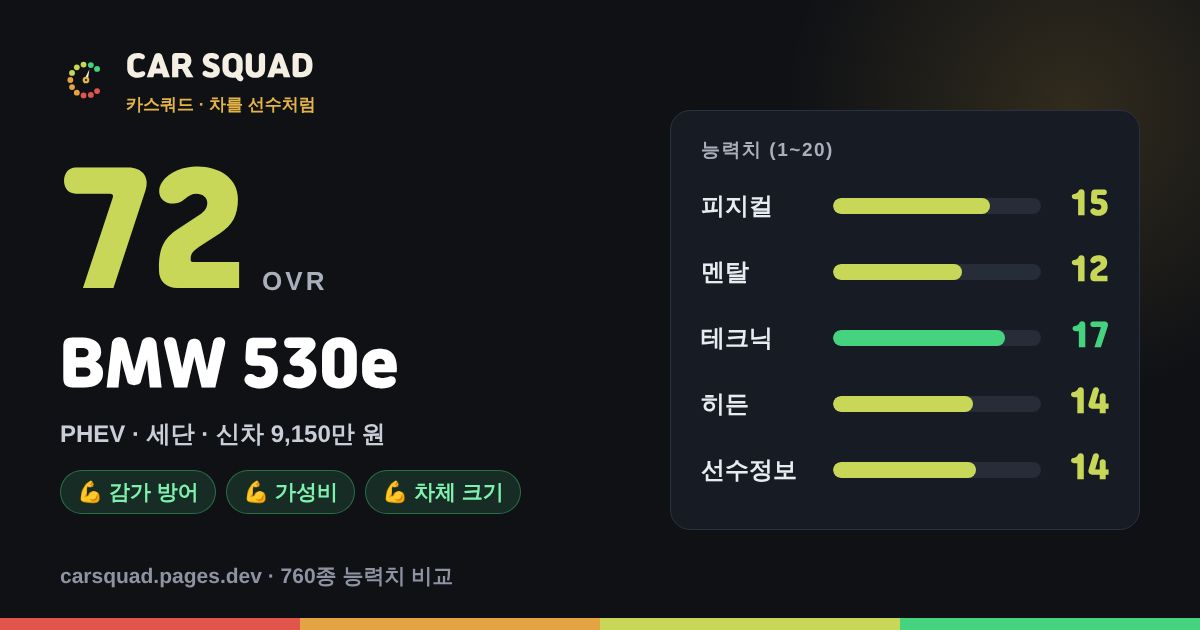 CAR SQUAD
카스쿼드 · 차를 선수처럼
72 OVR
BMW 530e
PHEV · 세단 · 신차 9,150만 원
💪 감가 방어 💪 가성비 💪 차체 크기
carsquad.pages.dev · 760종 능력치 비교
능력치 (1~20)
피지컬 15
멘탈 12
테크닉 17
히든 14
선수정보 14